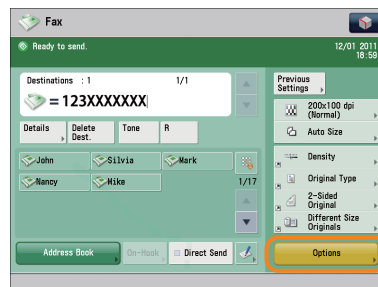 Fax
Ready to send.
12/01 2011
18:59
Destinations : 1
1/1
= 123XXXXXXX
Details
Delete
Dest.
Tone
R
John
Silvia
Mark
Nancy
Mike
1/17
Address Book
On-Hook
Direct Send
Previous
Settings
200x100 dpi
(Normal)
Auto Size
Density
Original Type
2-Sided
Original
Different Size
Originals
Options